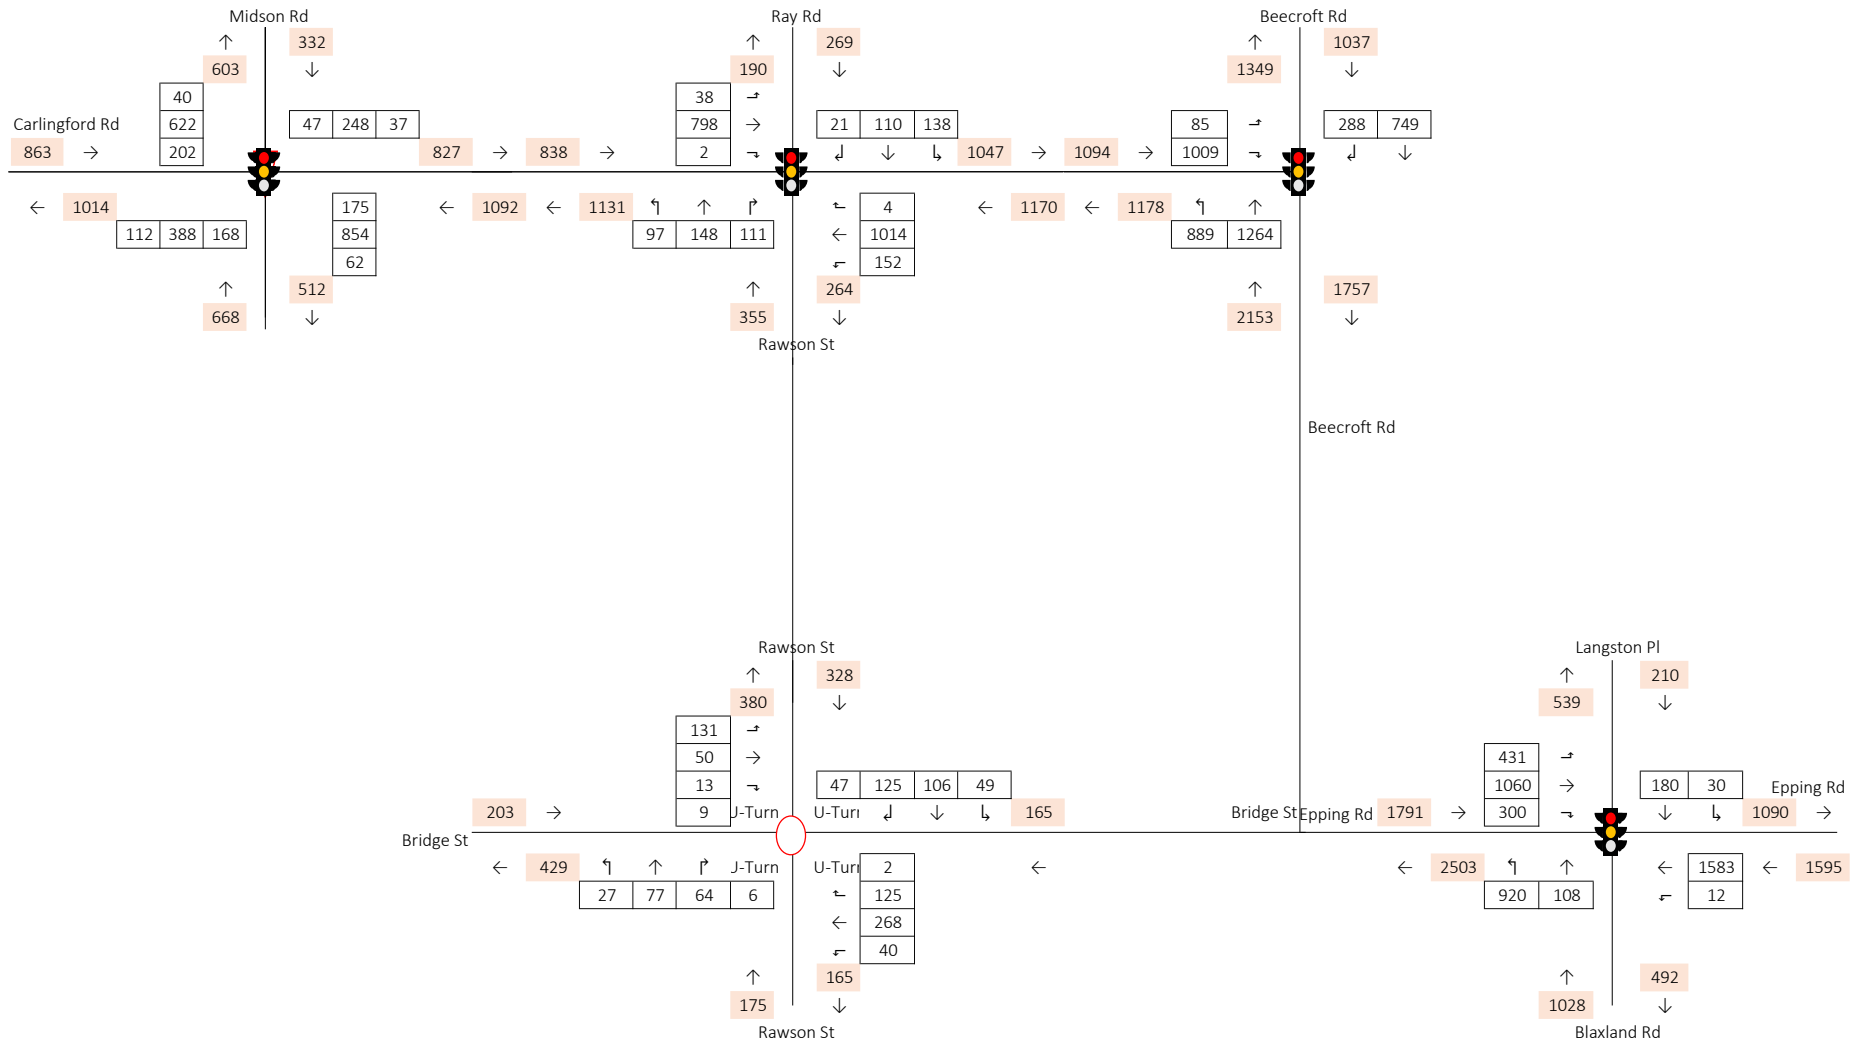 Midson Rd Ray Rd Beecroft Rd
↑ 332 ↑ 269 ↑ 1037
603 ↓ 190 ↓ 1349 ↓
40 38
Carlingford Rd 622 47 248 37 798 → 21 110 138 85 288 749
863 → 202 827 → 838 → 2 ↓ 1047 → 1094 → 1009 ↓
← 1014 175 ← 1092 ← 1131 ↑ 4 ← 1170 ← 1178 ↑
112 388 168 854 97 148 111 ← 1014 889 1264
62 152
↑ 512 ↑ 264 ↑ 1757
668 ↓ 355 ↓ 2153 ↓
Rawson St
Beecroft Rd
Rawson St Langston Pl
↑ 328 ↑ 210
380 ↓ 539 ↓
131
50 → 431
13 47 125 106 49 1060 → 180 30 Epping Rd
203 → 9 U-Turn U-Turn ↓ 165 Bridge St Epping Rd 1791 → 300 ↓ 1090 →
Bridge St
← 429 ↑ U-Turn U-Turn 2 ← ← 2503 ↑ ← 1583 ← 1595
27 77 64 6 125 920 108 12
← 268
40
↑ 165 ↑ 492
175 ↓ 1028 ↓
Rawson St Blaxland Rd